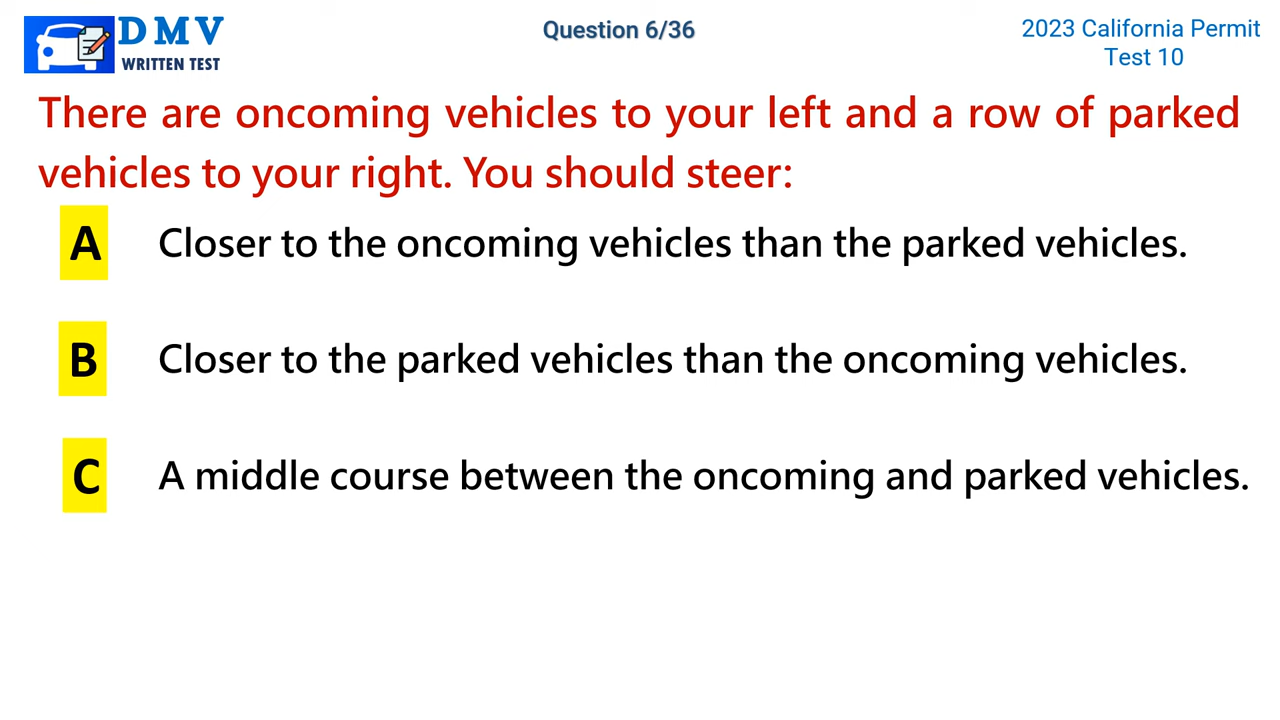 DMV
WRITTEN TEST
Question 6/36
2023 California Permit
Test 10
There are oncoming vehicles to your left and a row of parked
vehicles to your right. You should steer:
A Closer to the oncoming vehicles than the parked vehicles.
B Closer to the parked vehicles than the oncoming vehicles.
C A middle course between the oncoming and parked vehicles.